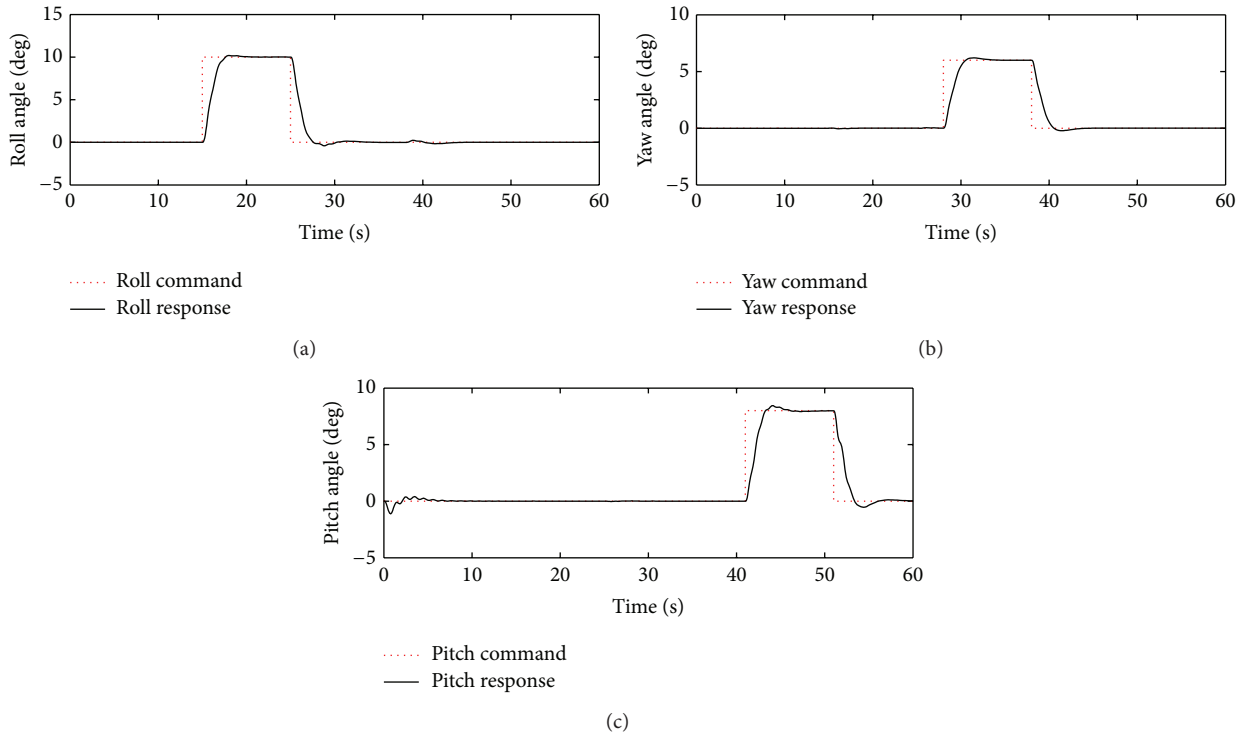 15
10
5
0
−5
Roll angle (deg)
0 10 20 30 40 50 60
Time (s)
Roll command
Roll response
(a)
10
5
0
−5
Yaw angle (deg)
0 10 20 30 40 50 60
Time (s)
Yaw command
Yaw response
(b)
10
5
0
−5
Pitch angle (deg)
0 10 20 30 40 50 60
Time (s)
Pitch command
Pitch response
(c)